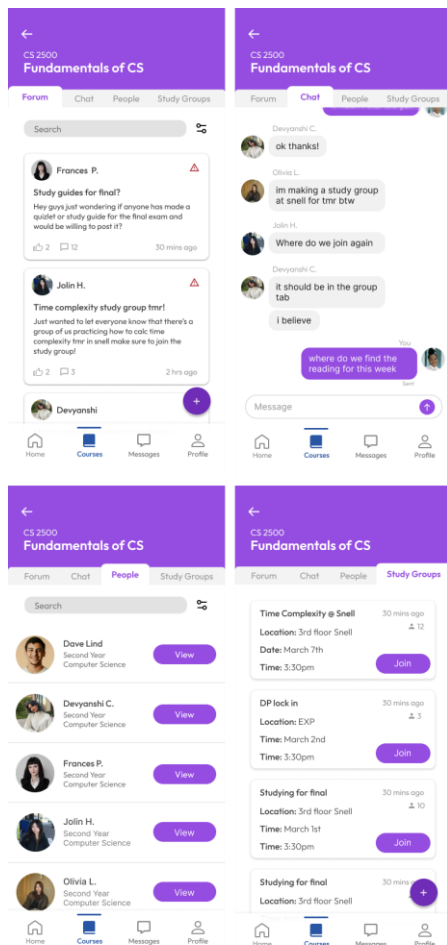 CS 2500
Fundamentals of CS
Forum Chat People Study Groups
Search
Frances P.
Study guides for final?
Hey guys just wondering if anyone has made a
quizlet or study guide for the final exam and
would be willing to post it?
2 12 30 mins ago
Jolin H.
Time complexity study group tmr!
Just wanted to let everyone know that there's a
group of us practicing how to calc time
complexity tmr in snell make sure to join the
study group!
2 3 2 hrs ago
Devyanshi
+
Home Courses Messages Profile
CS 2500
Fundamentals of CS
Forum Chat People Study Groups
Devyanshi C.
ok thanks!
Olivia L.
im making a study group
at snell for tmr btw
Jolin H.
Where do we join again
Devyanshi C.
it should be in the group
tab
i believe
You
where do we find the
reading for this week
Sent
Message
Home Courses Messages Profile
CS 2500
Fundamentals of CS
Forum Chat People Study Groups
Search
Dave Lind
Second Year
Computer Science
View
Devyanshi C.
Second Year
Computer Science
View
Frances P.
Second Year
Computer Science
View
Jolin H.
Second Year
Computer Science
View
Olivia L.
Second Year
Computer Science
View
Home Courses Messages Profile
CS 2500
Fundamentals of CS
Forum Chat People Study Groups
Time Complexity @ Snell 30 mins ago
Location: 3rd floor Snell 12
Date: March 7th
Time: 3:30pm Join
DP lock in 30 mins ago
Location: EXP 3
Time: March 2nd
Time: 3:30pm Join
Studying for final 30 mins ago
Location: 3rd floor Snell 10
Time: March 1st
Time: 3:30pm Join
Studying for final 30 mins
+
Home Courses Messages Profile